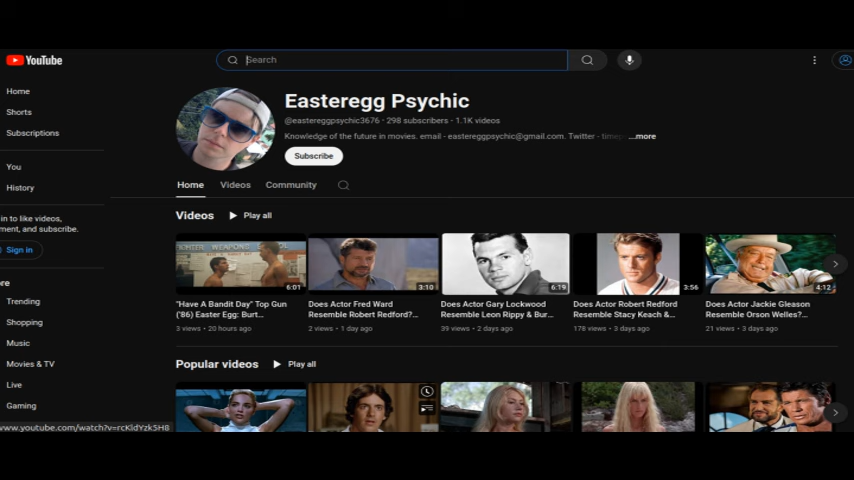 YouTube
Search
Home
Shorts
Subscriptions
You
History
in to like videos,
ment, and subscribe.
Sign in
re
Trending
Shopping
Music
Movies & TV
Live
Gaming
www.youtube.com/watch?v=rcKldYzk5H8
Easteregg Psychic
@eastereggpsychic3676 · 298 subscribers · 1.1K videos
Knowledge of the future in movies. email - eastereggpsychic@gmail.com. Twitter - ...more
Subscribe
Home Videos Community
Videos Play all
WEAPONS
6:01
"Have A Bandit Day" Top Gun
('86) Easter Egg: Burt...
3 views · 20 hours ago
3:10
Does Actor Fred Ward
Resemble Robert Redford?...
2 views · 1 day ago
6:19
Does Actor Gary Lockwood
Resemble Leon Rippy & Bur...
39 views · 2 days ago
3:56
Does Actor Robert Redford
Resemble Stacy Keach &...
178 views · 3 days ago
4:12
Does Actor Jackie Gleason
Resemble Orson Welles?...
21 views · 3 days ago
Popular videos Play all